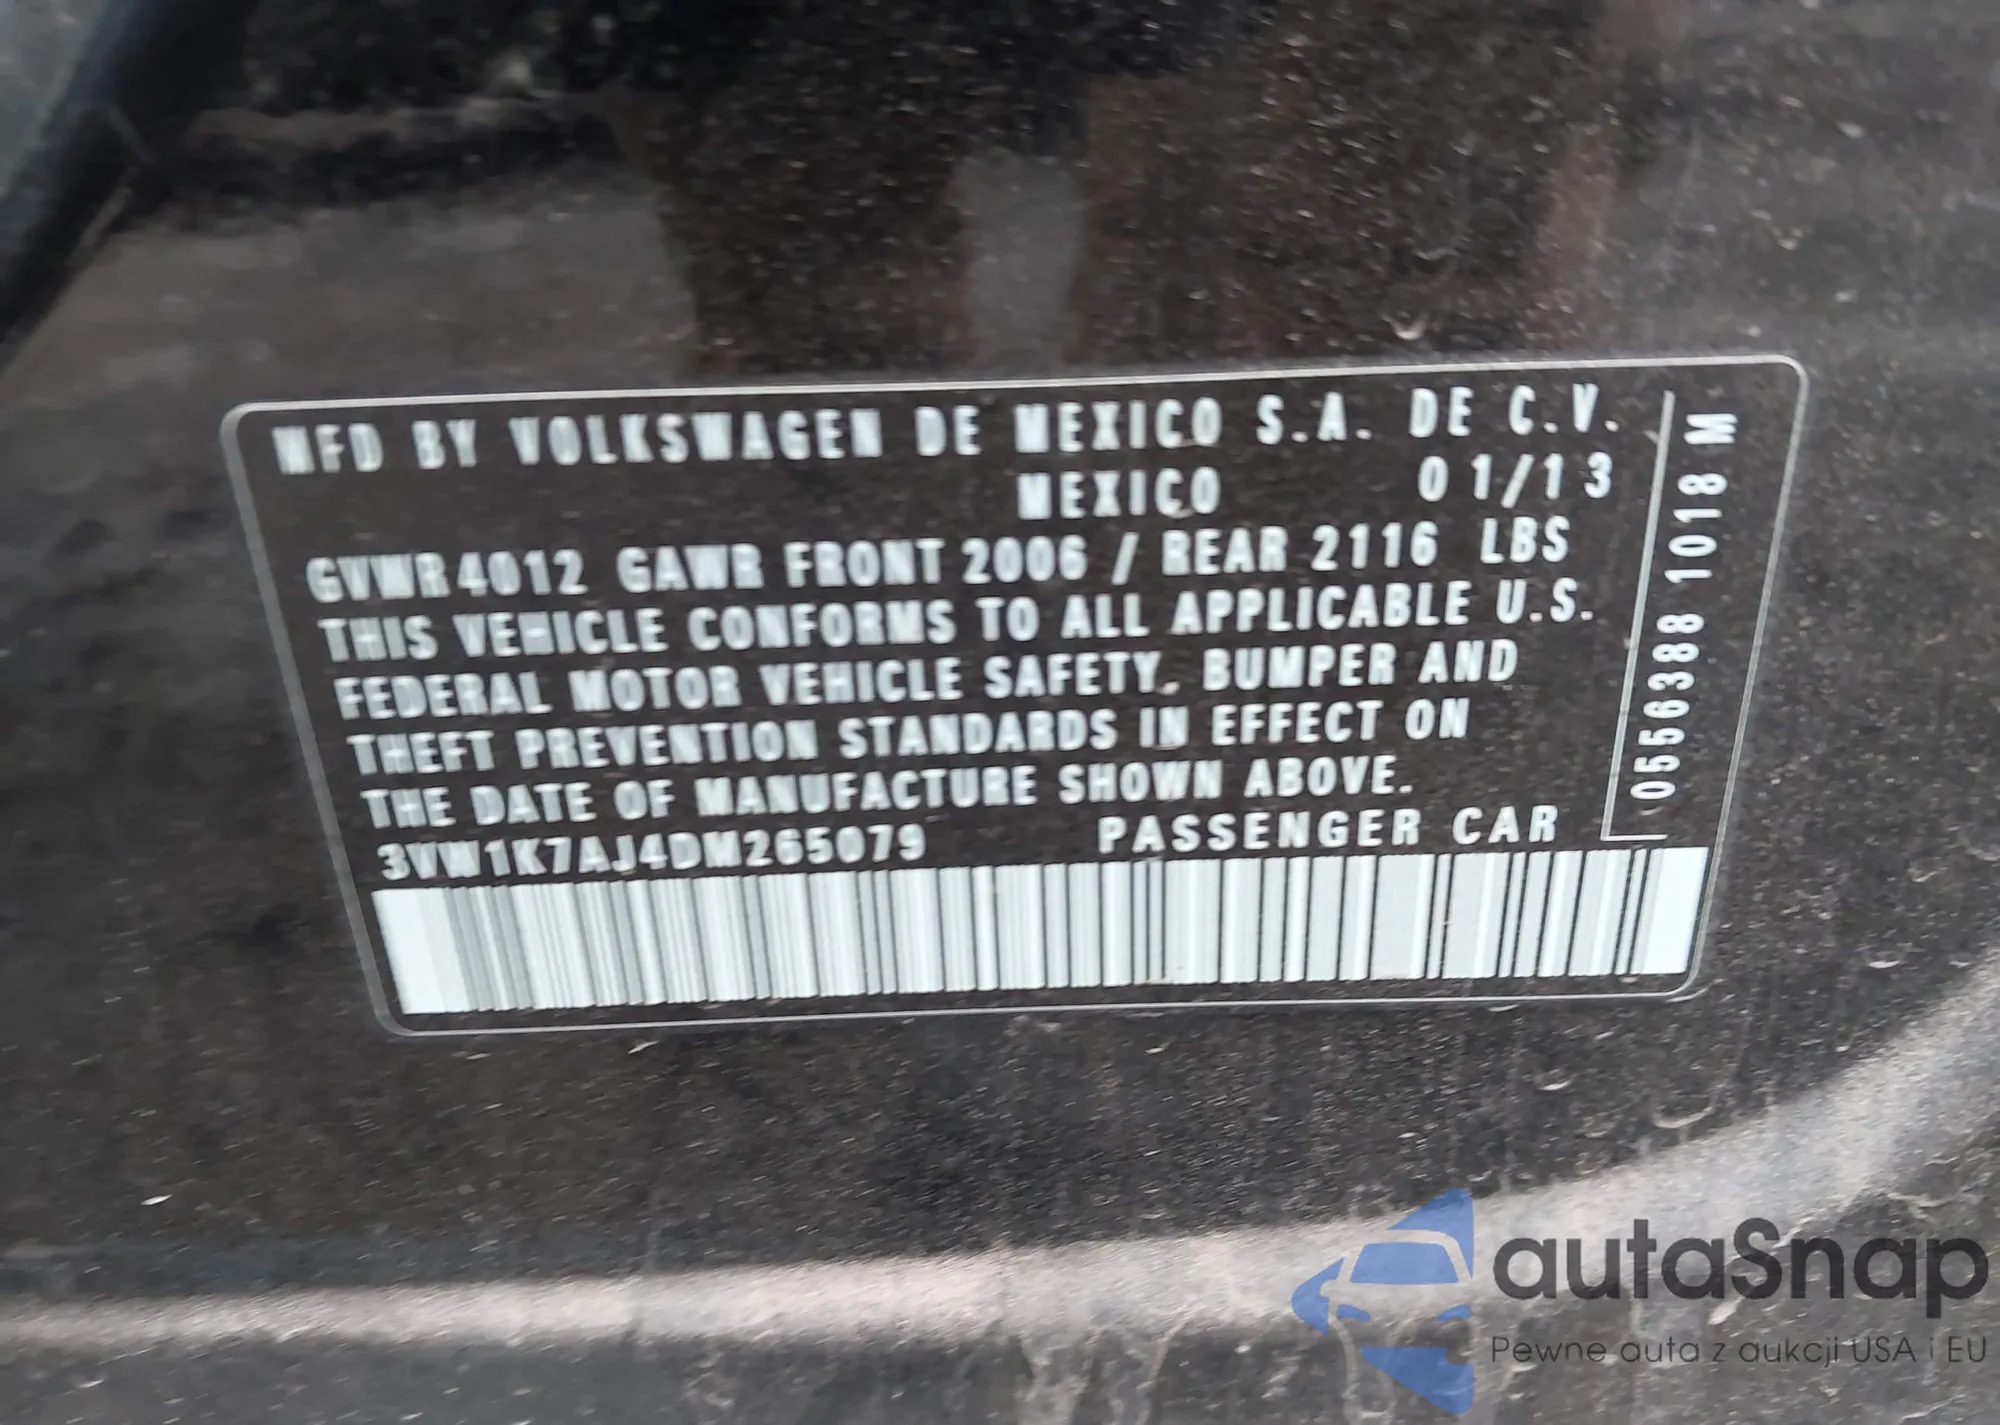 MFD BY VOLKSWAGEN DE MEXICO S.A. DE C.V.
MEXICO 01/13
GVWR 4012 GAWR FRONT 2006 / REAR 2116 LBS
THIS VEHICLE CONFORMS TO ALL APPLICABLE U.S.
FEDERAL MOTOR VEHICLE SAFETY, BUMPER AND
THEFT PREVENTION STANDARDS IN EFFECT ON
THE DATE OF MANUFACTURE SHOWN ABOVE.
3VW1K7AJ4DM265079 PASSENGER CAR
0556388 1018 M
autaSnap
Pewne auta z aukcji USA i EU